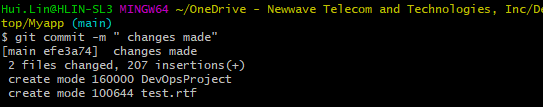 Hui.Lin@HLIN-SL3 MINGW64 ~/OneDrive - Newwave Telecom and Technologies, Inc/De
top/Myapp (main)
$ git commit -m " changes made"
[main efe3a74]  changes made
 2 files changed, 207 insertions(+)
 create mode 160000 DevOpsProject
 create mode 100644 test.rtf